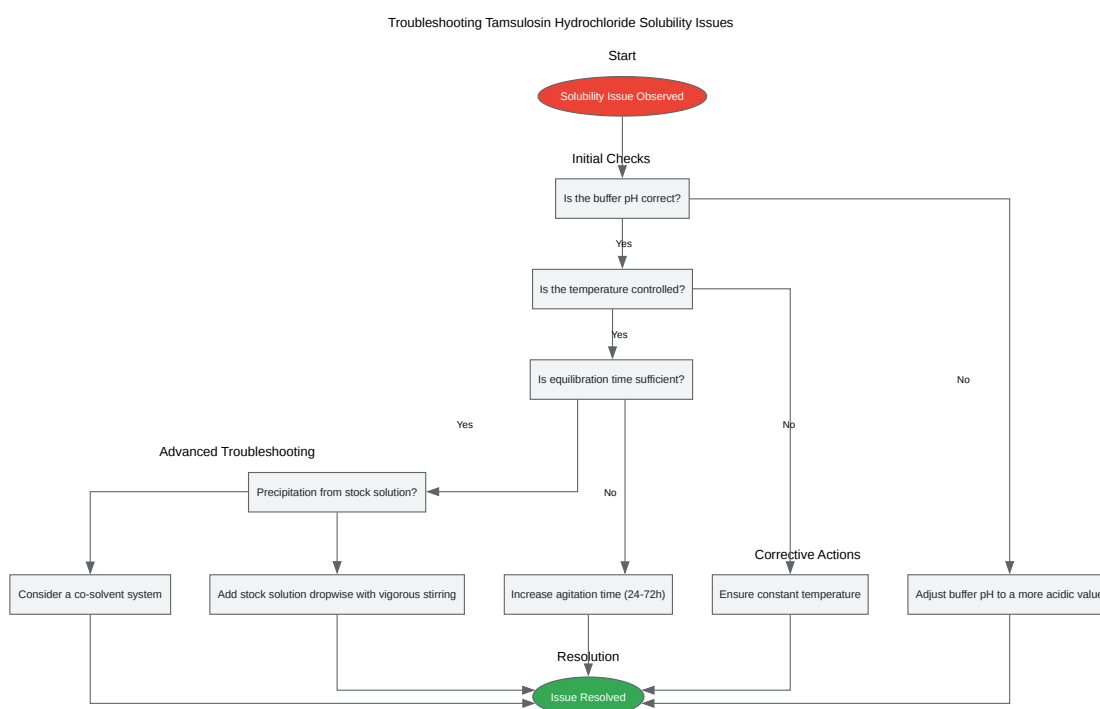 Troubleshooting Tamsulosin Hydrochloride Solubility Issues
Start
Solubility Issue Observed
Initial Checks
Is the buffer pH correct?
Yes
Is the temperature controlled?
Yes
Is equilibration time sufficient?
No
Yes
No
Advanced Troubleshooting
Precipitation from stock solution?
No
Corrective Actions
Consider a co-solvent system
Add stock solution dropwise with vigorous stirring
Increase agitation time (24-72h)
Ensure constant temperature
Adjust buffer pH to a more acidic value
Resolution
Issue Resolved